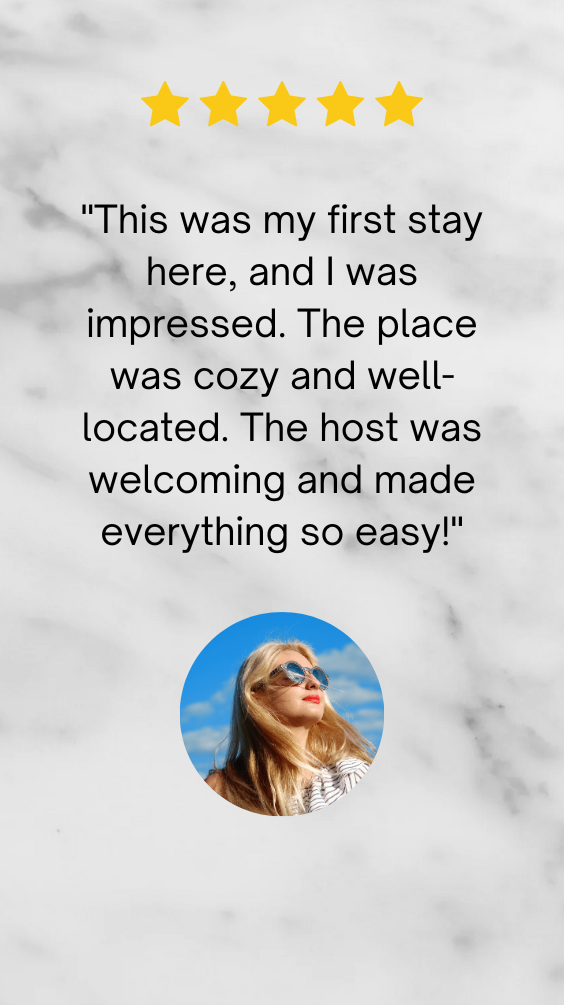 "This was my first stay
here, and I was
impressed. The place
was cozy and well-
located. The host was
welcoming and made
everything so easy!"